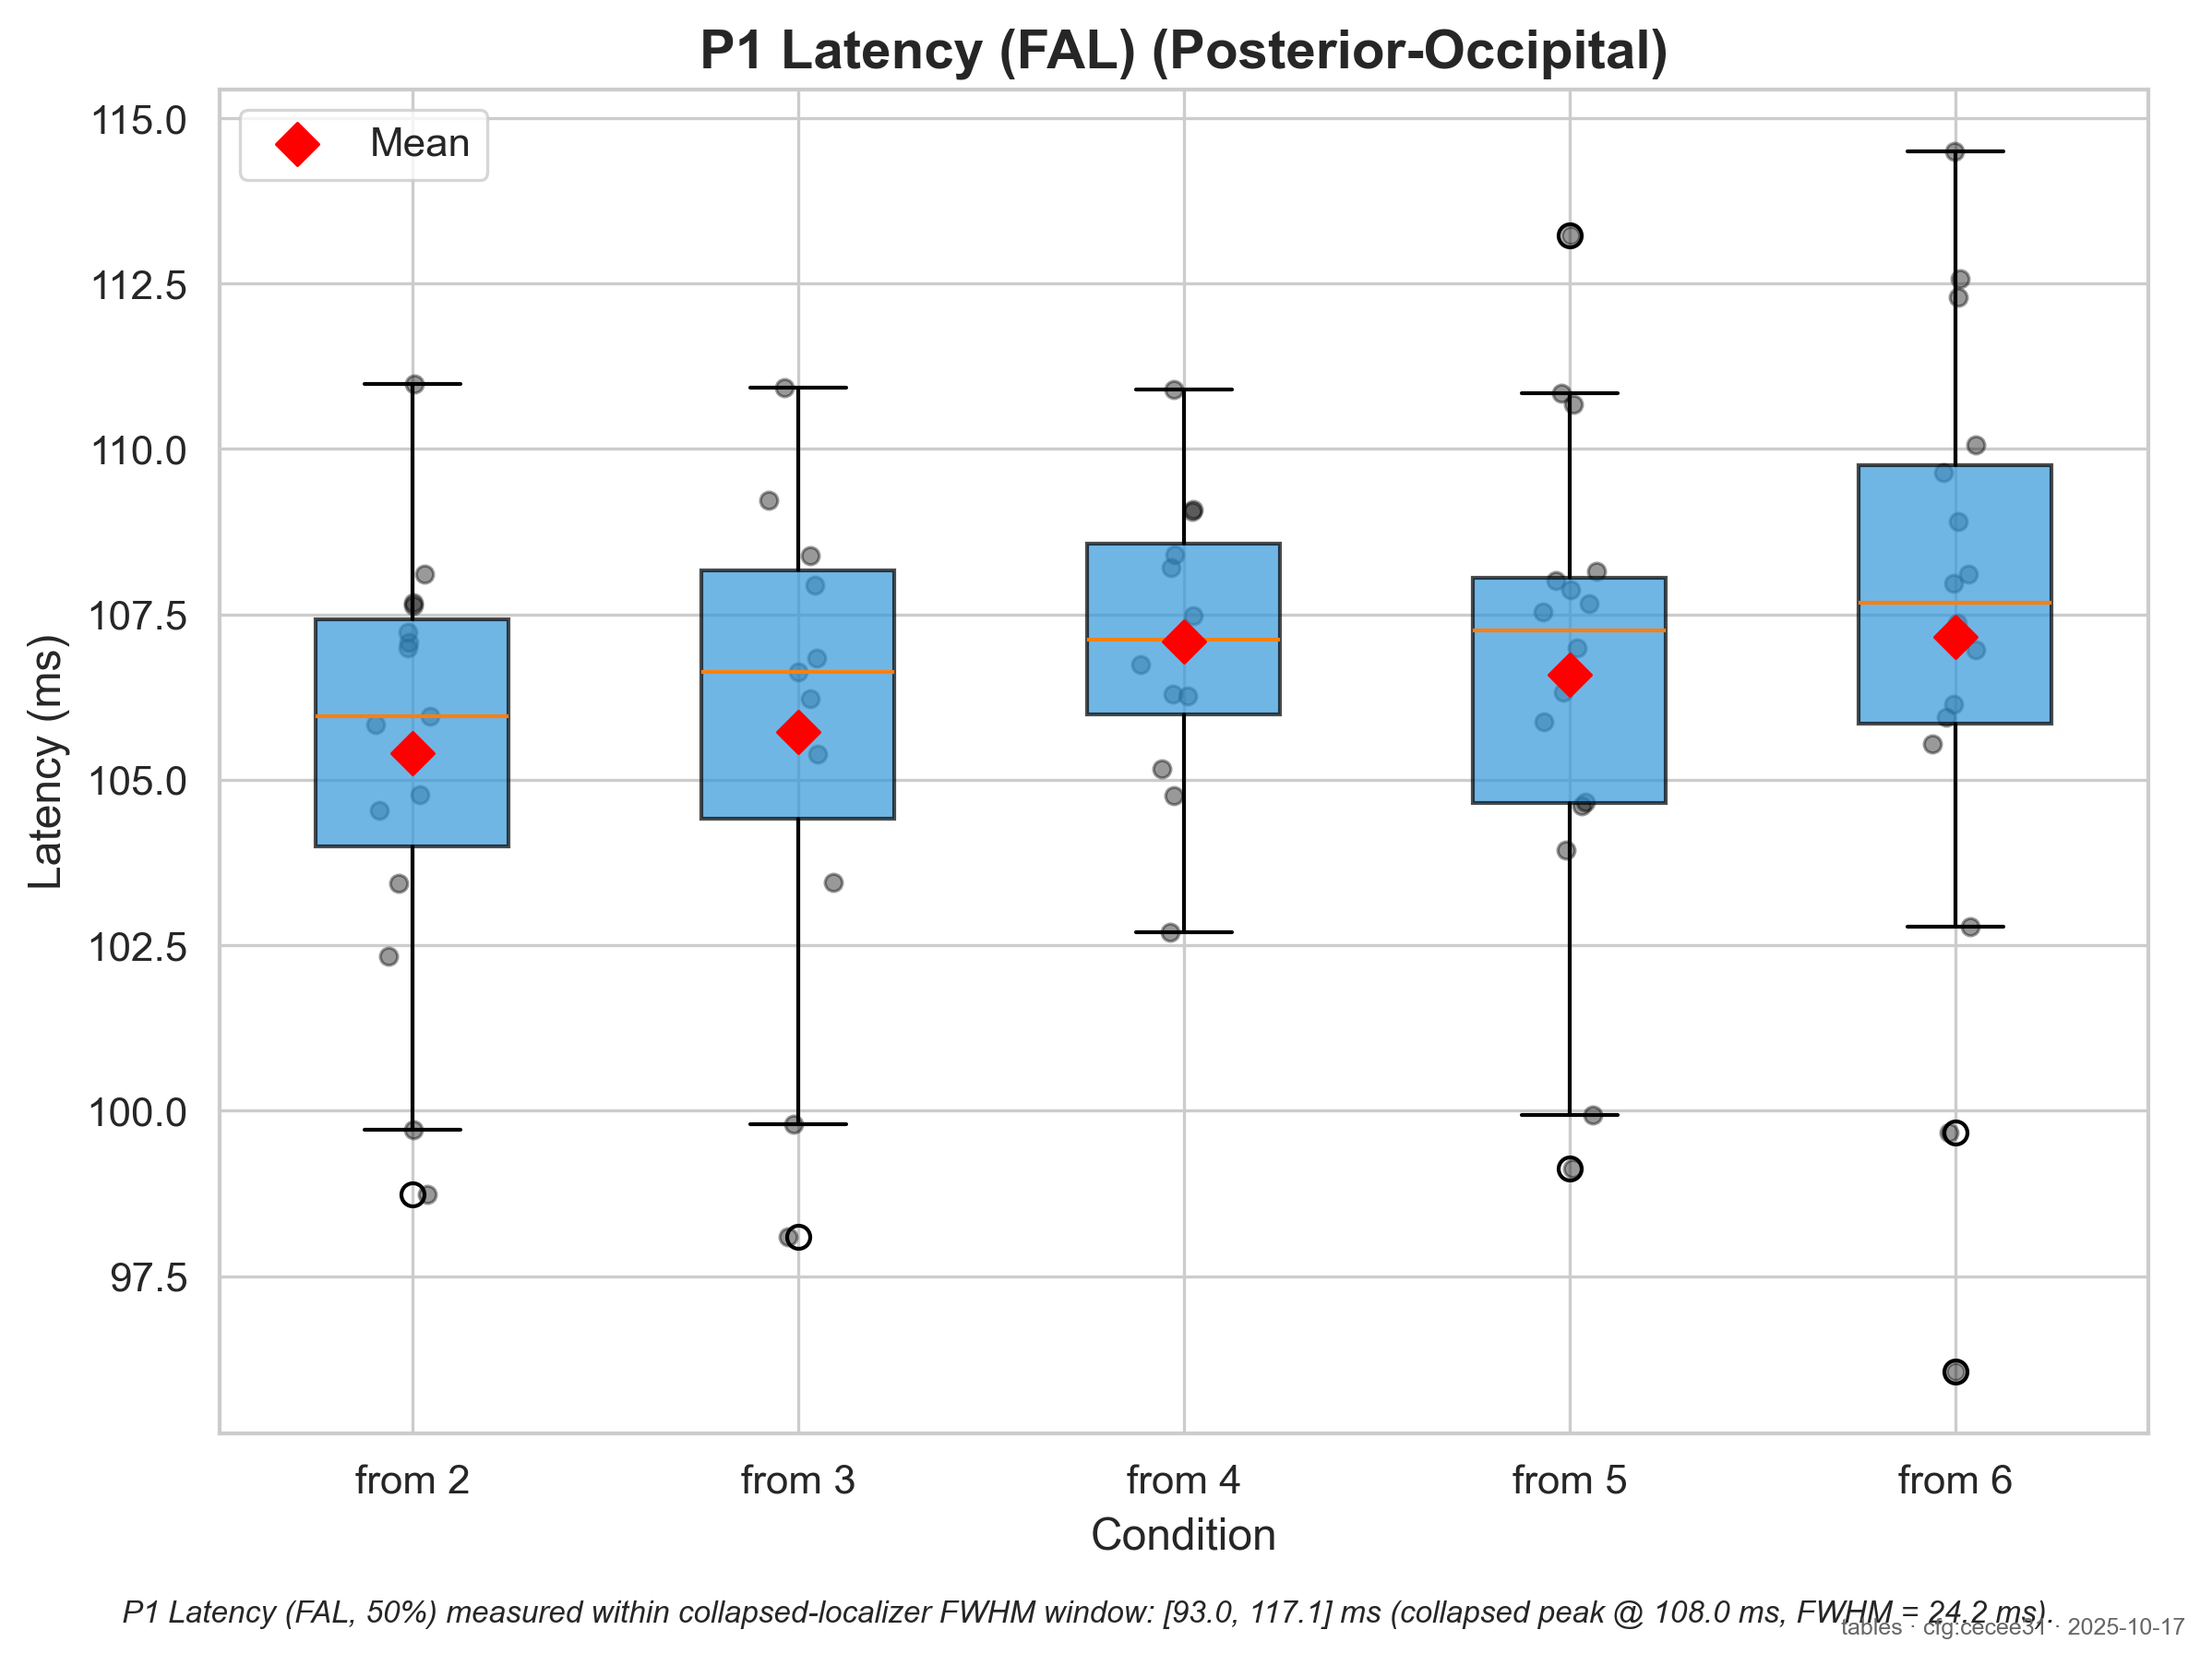 P1 Latency (FAL) (Posterior-Occipital)
Mean
115.0
112.5
110.0
107.5
105.0
102.5
100.0
97.5
Latency (ms)
from 2 from 3 from 4 from 5 from 6
Condition
P1 Latency (FAL, 50%) measured within collapsed-localizer FWHM window: [93.0, 117.1] ms (collapsed peak @ 108.0 ms, FWHM = 24.2 ms).
tables · cfg:cecee31 · 2025-10-17